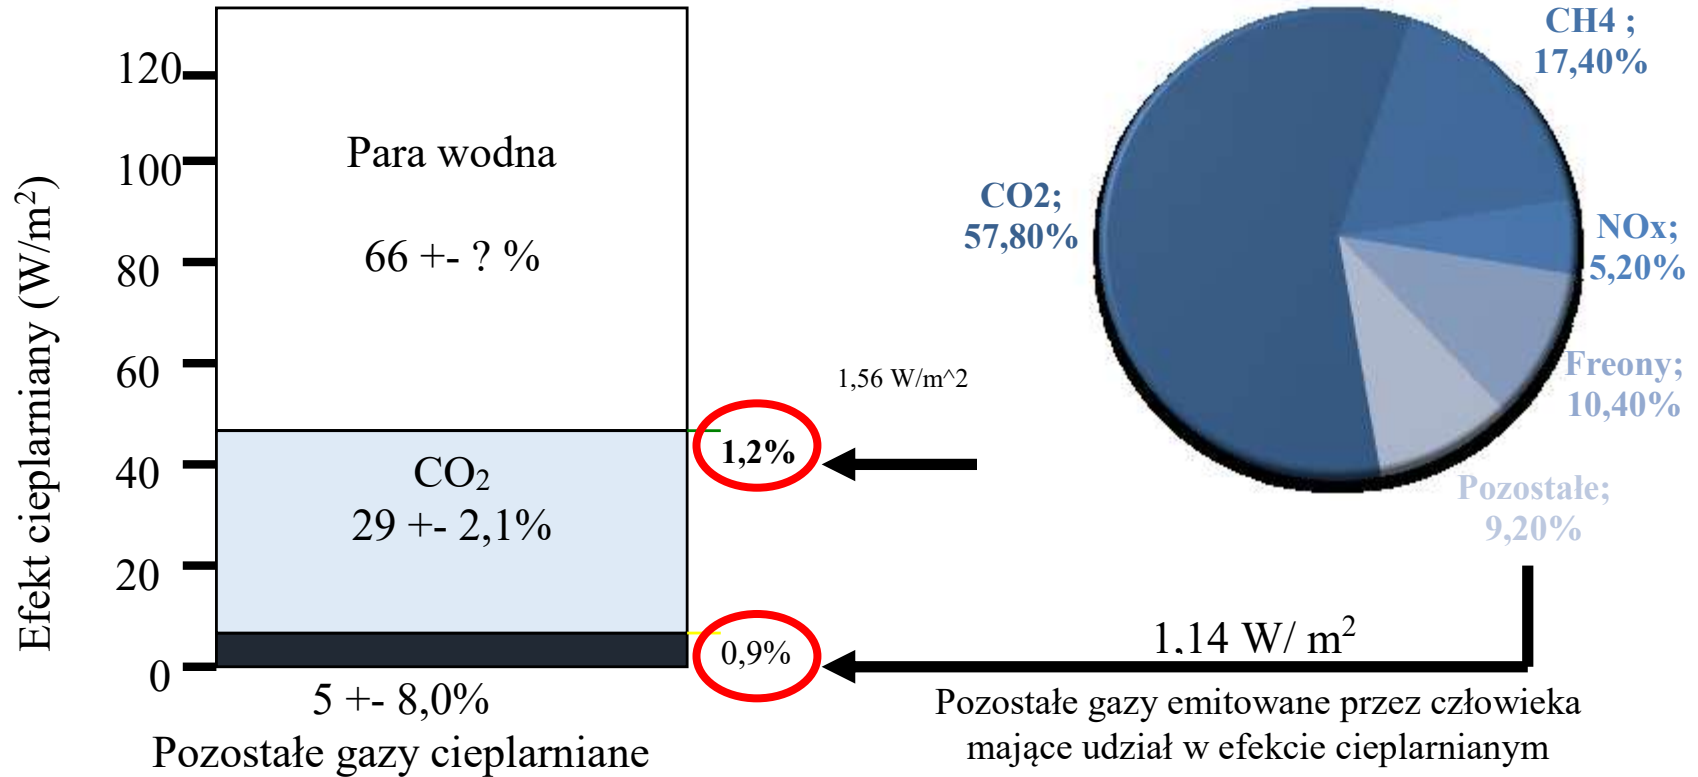 Efekt cieplarniany (W/m²)
120
100
80
60
40
20
0
Para wodna
66 +- ? %
CO₂
29 +- 2,1%
5 +- 8,0%
Pozostałe gazy cieplarniane
1,56 W/m^2
1,2%
0,9%
CH4 ;
17,40%
CO2;
57,80%
NOx;
5,20%
Freony;
10,40%
Pozostałe;
9,20%
1,14 W/ m²
Pozostałe gazy emitowane przez człowieka
mające udział w efekcie cieplarnianym